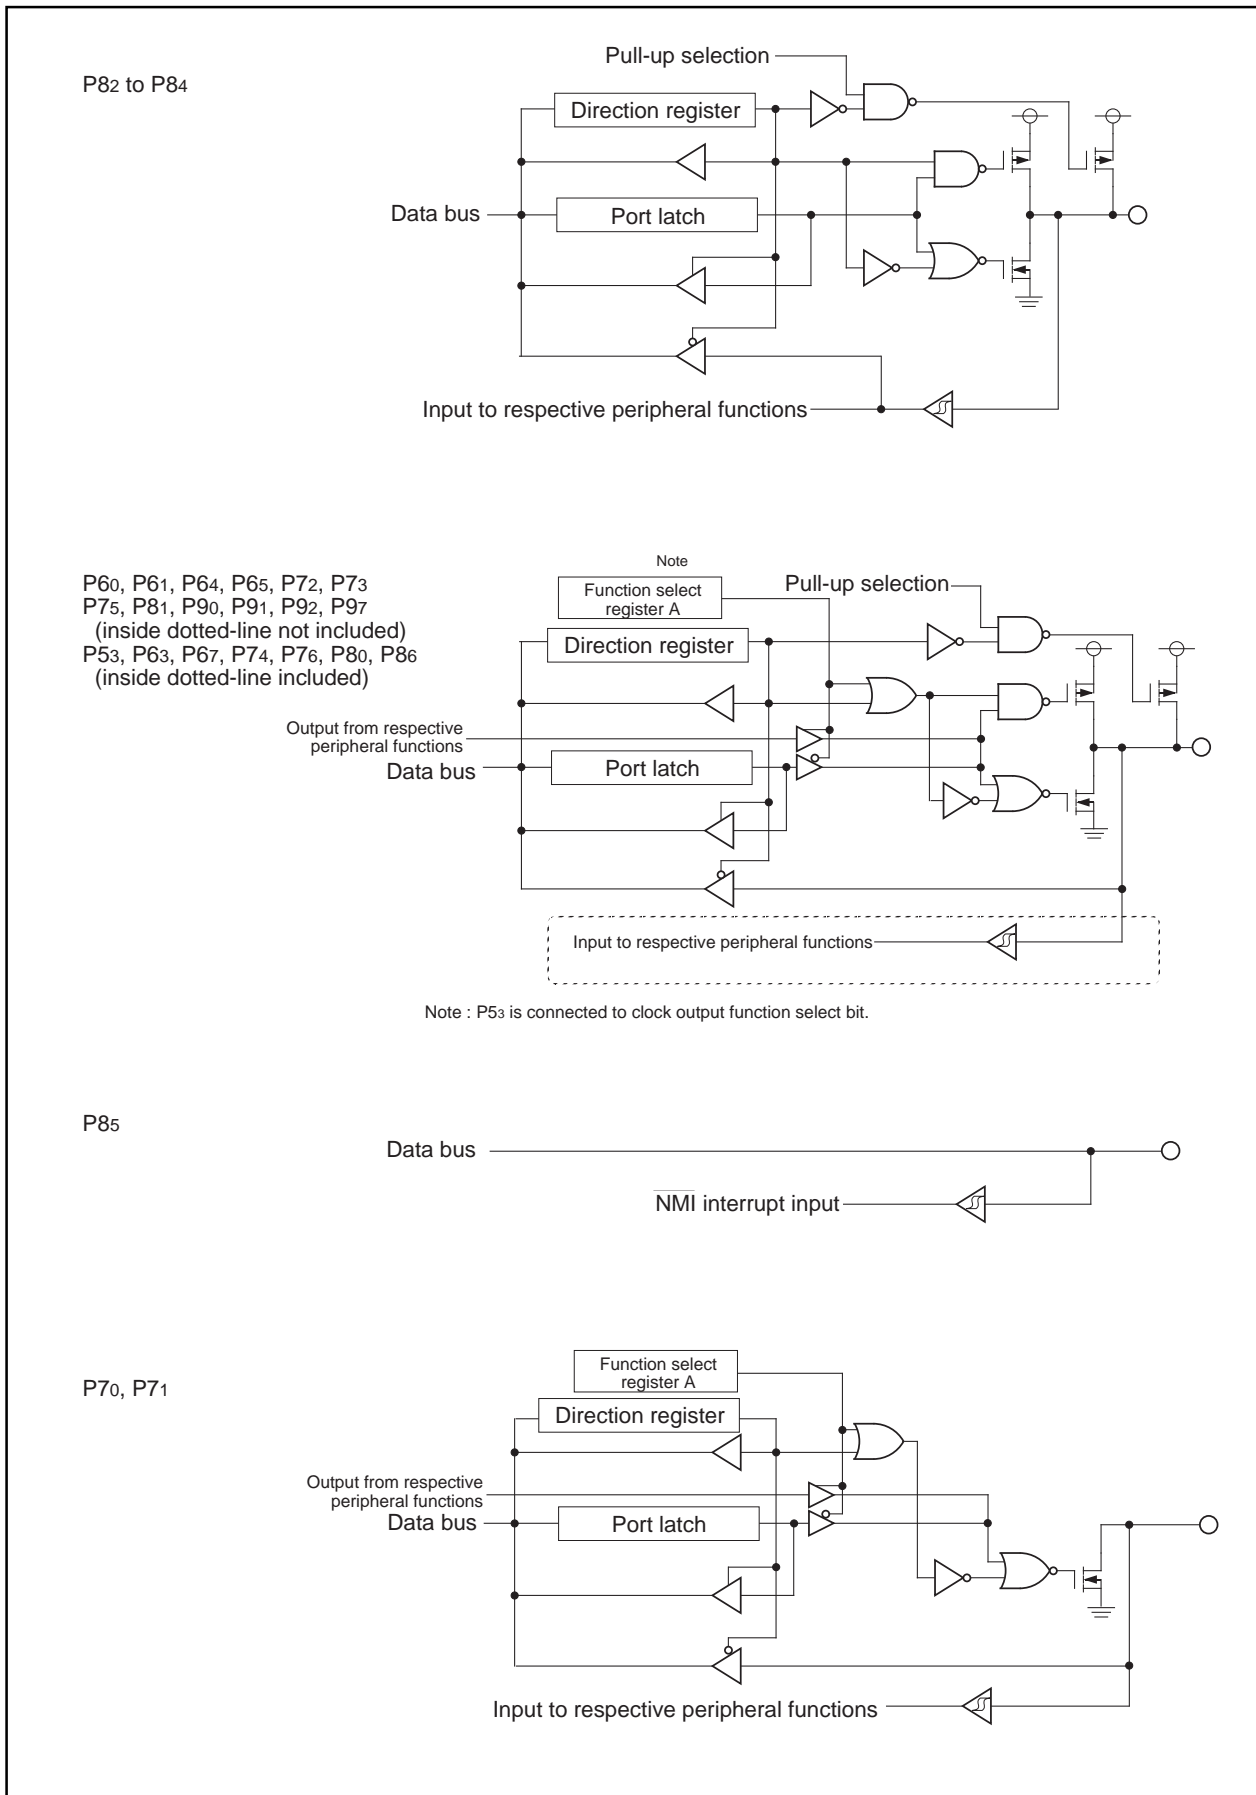 Pull-up selection
P82 to P84
Direction register
Data bus
Port latch
Input to respective peripheral functions
Note
P60, P61, P64, P65, P72, P73
P75, P81, P90, P91, P92, P97
(inside dotted-line not included)
P53, P63, P67, P74, P76, P80, P86
(inside dotted-line included)
Function select
register A
Pull-up selection
Direction register
Output from respective
peripheral functions
Data bus
Port latch
Input to respective peripheral functions
Note : P53 is connected to clock output function select bit.
P85
Data bus
NMI interrupt input
P70, P71
Function select
register A
Direction register
Output from respective
peripheral functions
Data bus
Port latch
Input to respective peripheral functions